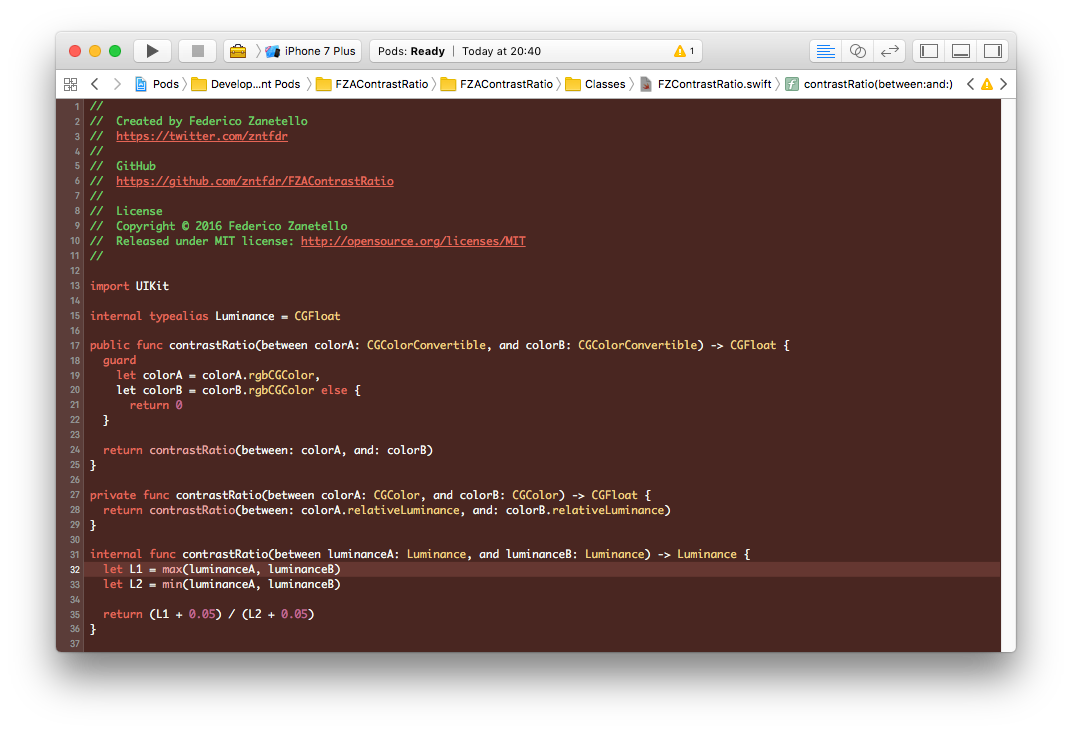 iPhone 7 Plus
Pods: Ready | Today at 20:40
1
Pods
Develop...nt Pods
FZAContrastRatio
FZAContrastRatio
Classes
FZContrastRatio.swift
f
contrastRatio(between:and:)
1 //
2 //  Created by Federico Zanetello
3 //  https://twitter.com/zntfdr
4 //
5 //  GitHub
6 //  https://github.com/zntfdr/FZAContrastRatio
7 //
8 //  License
9 //  Copyright © 2016 Federico Zanetello
10 //  Released under MIT license: http://opensource.org/licenses/MIT
11 //
12
13 import UIKit
14
15 internal typealias Luminance = CGFloat
16
17 public func contrastRatio(between colorA: CGColorConvertible, and colorB: CGColorConvertible) -> CGFloat {
18   guard
19     let colorA = colorA.rgbCGColor,
20     let colorB = colorB.rgbCGColor else {
21       return 0
22   }
23
24   return contrastRatio(between: colorA, and: colorB)
25 }
26
27 private func contrastRatio(between colorA: CGColor, and colorB: CGColor) -> CGFloat {
28   return contrastRatio(between: colorA.relativeLuminance, and: colorB.relativeLuminance)
29 }
30
31 internal func contrastRatio(between luminanceA: Luminance, and luminanceB: Luminance) -> Luminance {
32   let L1 = max(luminanceA, luminanceB)
33   let L2 = min(luminanceA, luminanceB)
34
35   return (L1 + 0.05) / (L2 + 0.05)
36 }
37